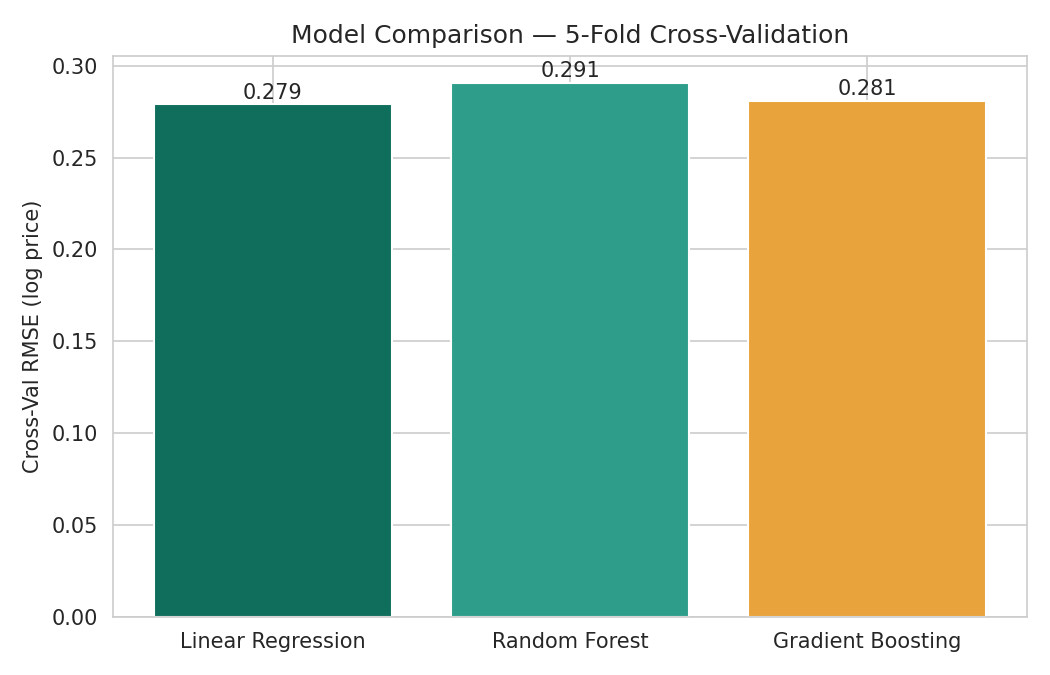 Model Comparison — 5-Fold Cross-Validation
Cross-Val RMSE (log price)
0.30
0.25
0.20
0.15
0.10
0.05
0.00
0.279
0.291
0.281
Linear Regression
Random Forest
Gradient Boosting